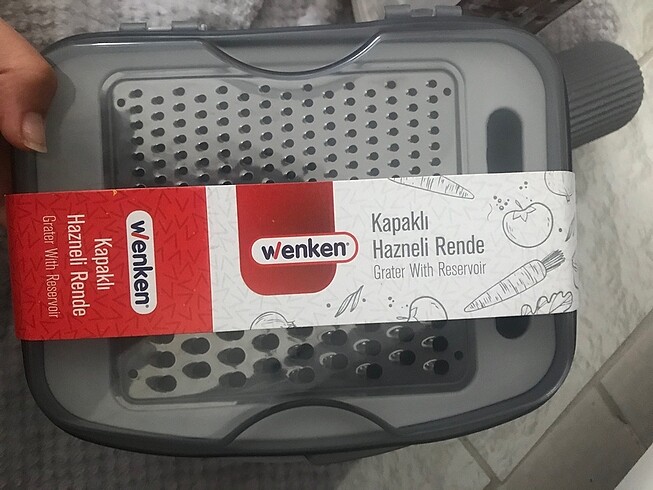 wenken
Kapaklı
Hazneli Rende
Grater With Reservoir
wenken
Kapaklı
Hazneli Rende
Grater With Reservoir